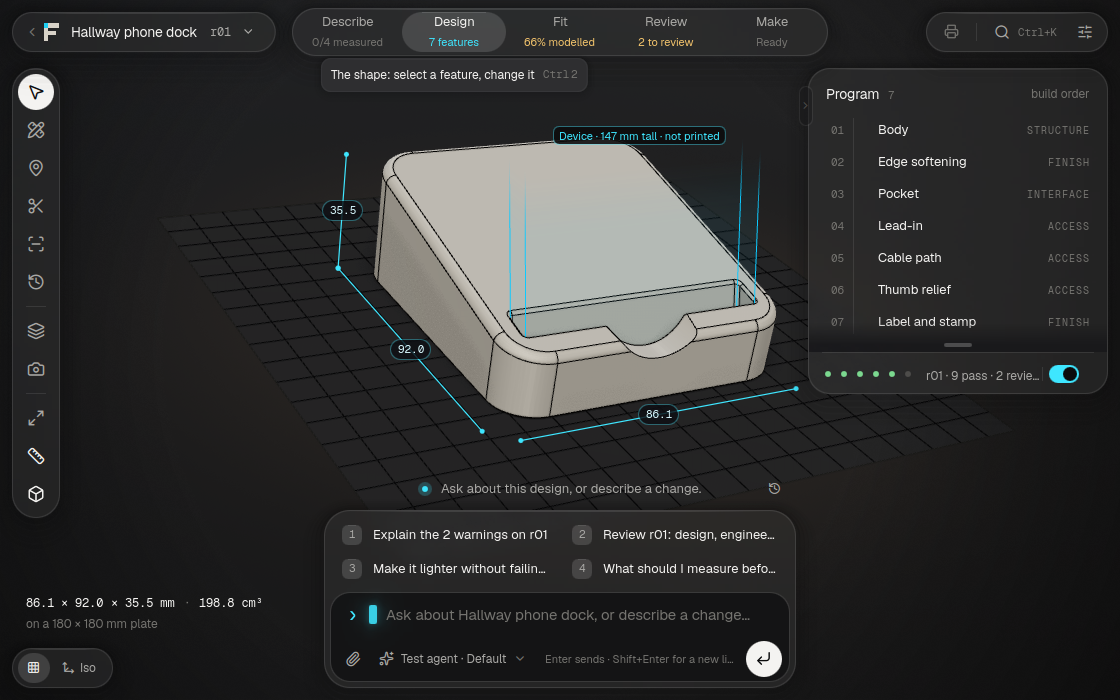 Hallway phone dock r01
Describe
0/4 measured
Design
7 features
Fit
66% modelled
Review
2 to review
Make
Ready
Ctrl+K
The shape: select a feature, change it Ctrl2
Program 7
build order
01 Body STRUCTURE
02 Edge softening FINISH
03 Pocket INTERFACE
04 Lead-in ACCESS
05 Cable path ACCESS
06 Thumb relief ACCESS
07 Label and stamp FINISH
r01 · 9 pass · 2 revie…
Device · 147 mm tall · not printed
35.5
92.0
86.1
Ask about this design, or describe a change.
1 Explain the 2 warnings on r01
2 Review r01: design, enginee…
3 Make it lighter without failin…
4 What should I measure befo…
Ask about Hallway phone dock, or describe a change…
Test agent · Default
Enter sends · Shift+Enter for a new li…
86.1 × 92.0 × 35.5 mm · 198.8 cm³
on a 180 × 180 mm plate
Iso